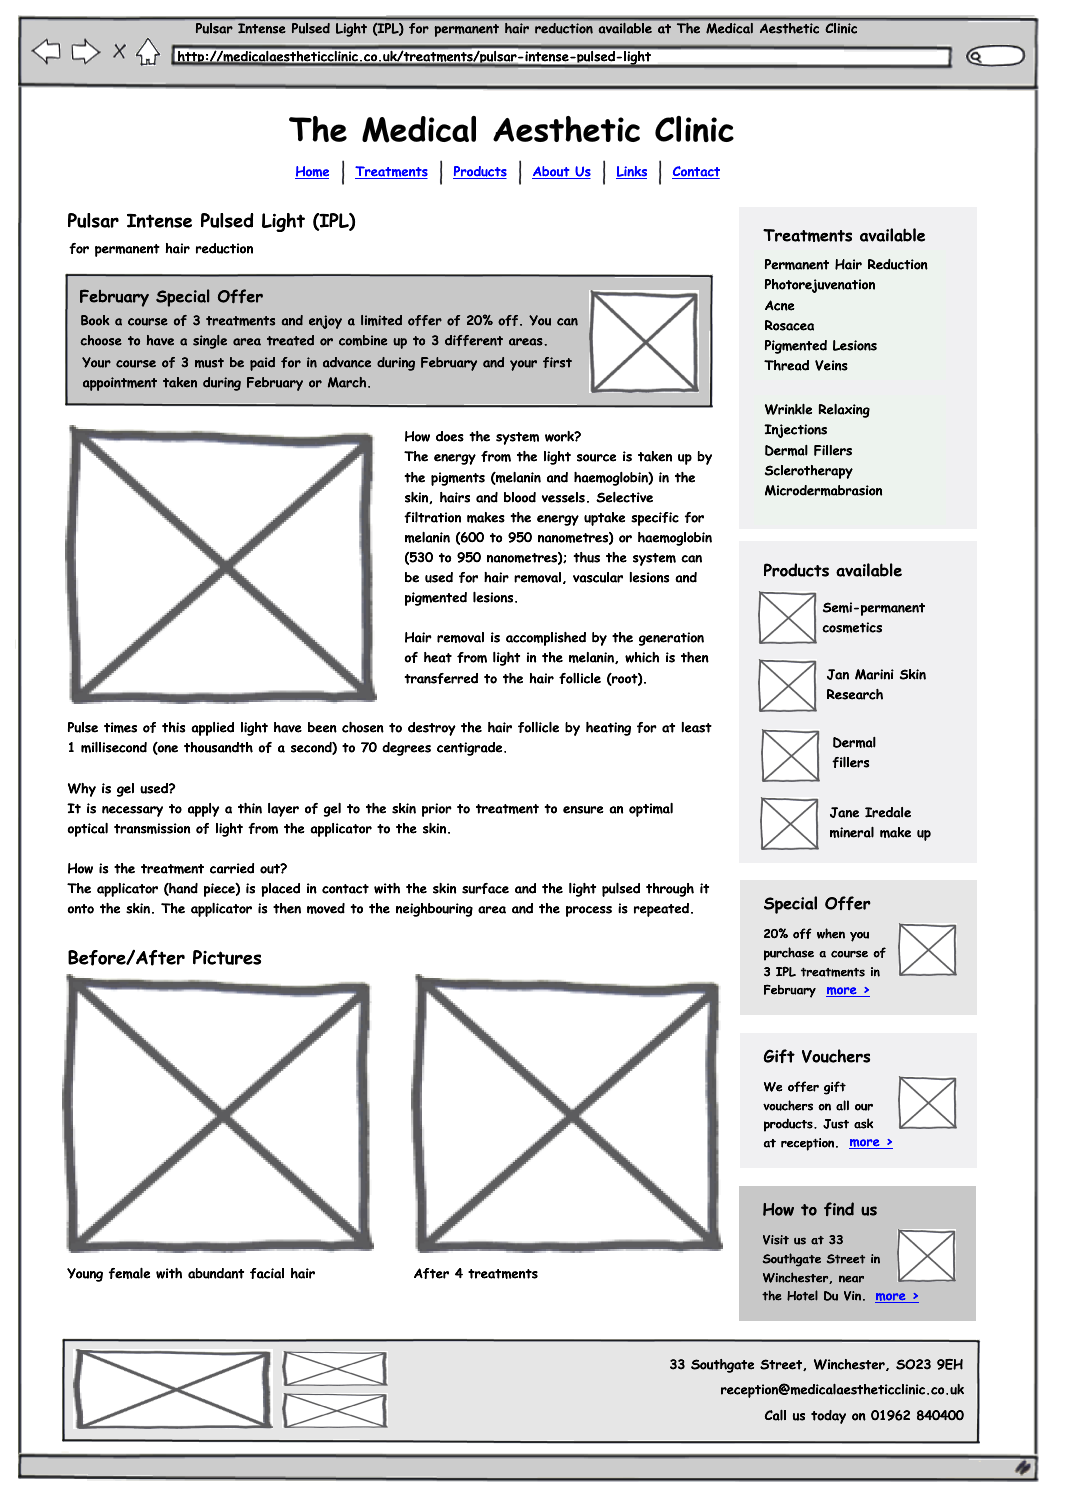 Pulsar Intense Pulsed Light (IPL) for permanent hair reduction available at The Medical Aesthetic Clinic
http://medicalaestheticclinic.co.uk/treatments/pulsar-intense-pulsed-light
The Medical Aesthetic Clinic
Home | Treatments | Products | About Us | Links | Contact
Pulsar Intense Pulsed Light (IPL)
for permanent hair reduction
February Special Offer
Book a course of 3 treatments and enjoy a limited offer of 20% off. You can
choose to have a single area treated or combine up to 3 different areas.
Your course of 3 must be paid for in advance during February and your first
appointment taken during February or March.
How does the system work?
The energy from the light source is taken up by
the pigments (melanin and haemoglobin) in the
skin, hairs and blood vessels. Selective
filtration makes the energy uptake specific for
melanin (600 to 950 nanometres) or haemoglobin
(530 to 950 nanometres); thus the system can
be used for hair removal, vascular lesions and
pigmented lesions.
Hair removal is accomplished by the generation
of heat from light in the melanin, which is then
transferred to the hair follicle (root).
Pulse times of this applied light have been chosen to destroy the hair follicle by heating for at least
1 millisecond (one thousandth of a second) to 70 degrees centigrade.
Why is gel used?
It is necessary to apply a thin layer of gel to the skin prior to treatment to ensure an optimal
optical transmission of light from the applicator to the skin.
How is the treatment carried out?
The applicator (hand piece) is placed in contact with the skin surface and the light pulsed through it
onto the skin. The applicator is then moved to the neighbouring area and the process is repeated.
Before/After Pictures
Young female with abundant facial hair
After 4 treatments
Treatments available
Permanent Hair Reduction
Photorejuvenation
Acne
Rosacea
Pigmented Lesions
Thread Veins
Wrinkle Relaxing
Injections
Dermal Fillers
Sclerotherapy
Microdermabrasion
Products available
Semi-permanent
cosmetics
Jan Marini Skin
Research
Dermal
fillers
Jane Iredale
mineral make up
Special Offer
20% off when you
purchase a course of
3 IPL treatments in
February more >
Gift Vouchers
We offer gift
vouchers on all our
products. Just ask
at reception. more >
How to find us
Visit us at 33
Southgate Street in
Winchester, near
the Hotel Du Vin. more >
33 Southgate Street, Winchester, SO23 9EH
reception@medicalaestheticclinic.co.uk
Call us today on 01962 840400